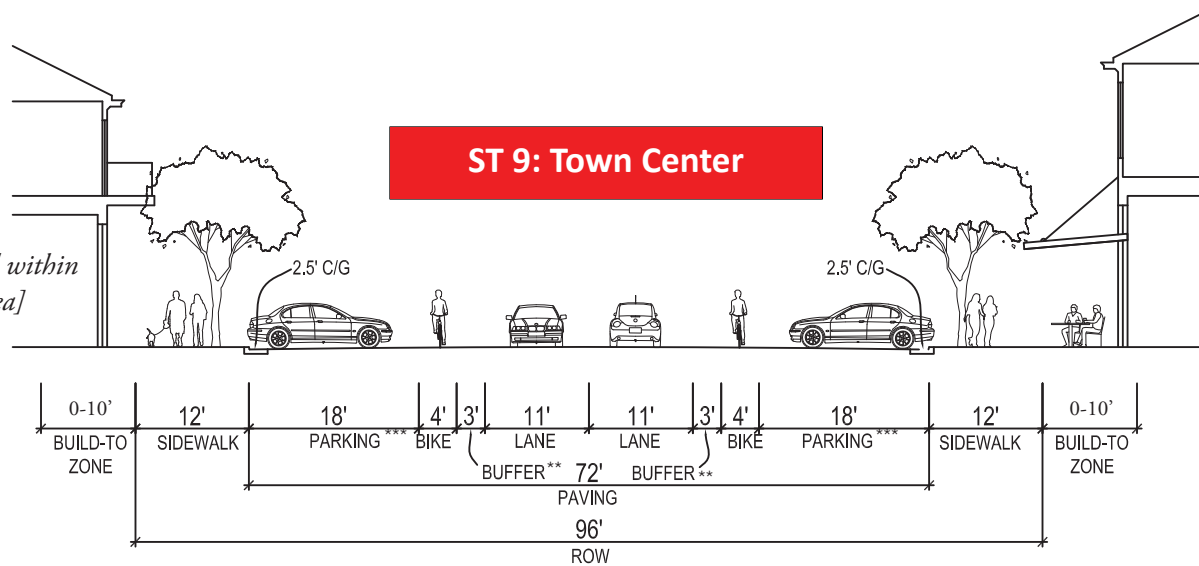 ST 9: Town Center
within
2.5' C/G
2.5' C/G
0-10’
12'
18'
4'
3'
11'
11'
3'
4'
18'
12'
0-10’
BUILD-TO
ZONE
SIDEWALK
PARKING***
BIKE
LANE
LANE
BIKE
PARKING***
SIDEWALK
BUILD-TO
ZONE
BUFFER**
72'
BUFFER**
PAVING
96'
ROW